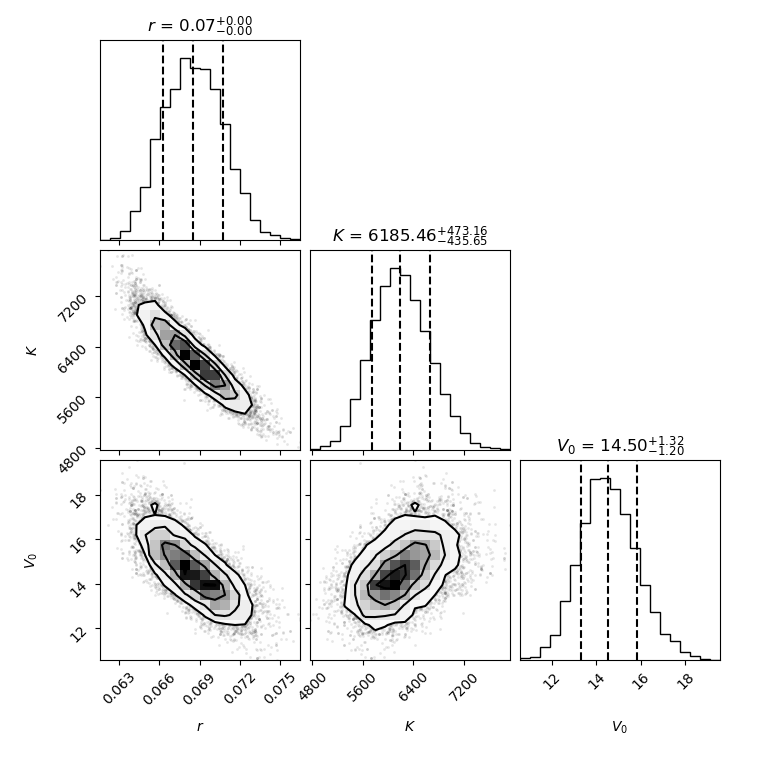 r = 0.07+0.00 −0.00
K = 6185.46+473.16 −435.65
7200
6400
5600
4800
K
V0 = 14.50+1.32 −1.20
18
16
14
12
V0
0.063 0.066 0.069 0.072 0.075
4800 5600 6400 7200
12 14 16 18
r
K
V0